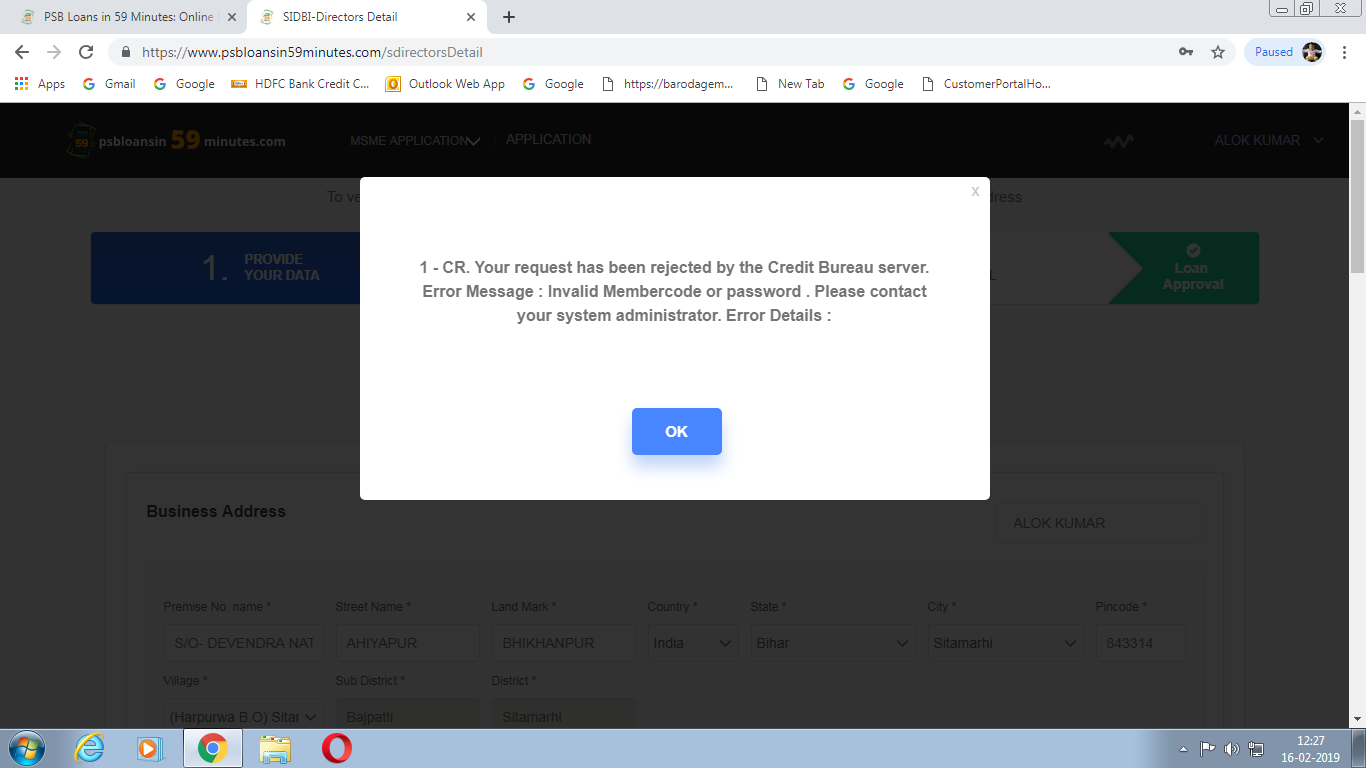 PSB Loans in 59 Minutes: Online
SIDBI-Directors Detail
https://www.psbloansin59minutes.com/sdirectorsDetail
Paused
Apps
Gmail
Google
HDFC Bank Credit C...
Outlook Web App
Google
https://barodagem...
New Tab
Google
CustomerPortalHo...
psbloansin 59 minutes.com
MSME APPLICATION
APPLICATION
ALOK KUMAR
To ve
dress
1. PROVIDE
YOUR DATA
Loan
Approval
X
1 - CR. Your request has been rejected by the Credit Bureau server.
Error Message : Invalid Membercode or password . Please contact
your system administrator. Error Details :
OK
Business Address
ALOK KUMAR
Premise No. name * Street Name * Land Mark * Country * State * City * Pincode *
S/O- DEVENDRA NAT AHIYAPUR BHIKHANPUR India Bihar Sitamarhi 843314
Village * Sub District * District *
(Harpurwa B.O) Sitar Bajpatti Sitamarhi
12:27
16-02-2019